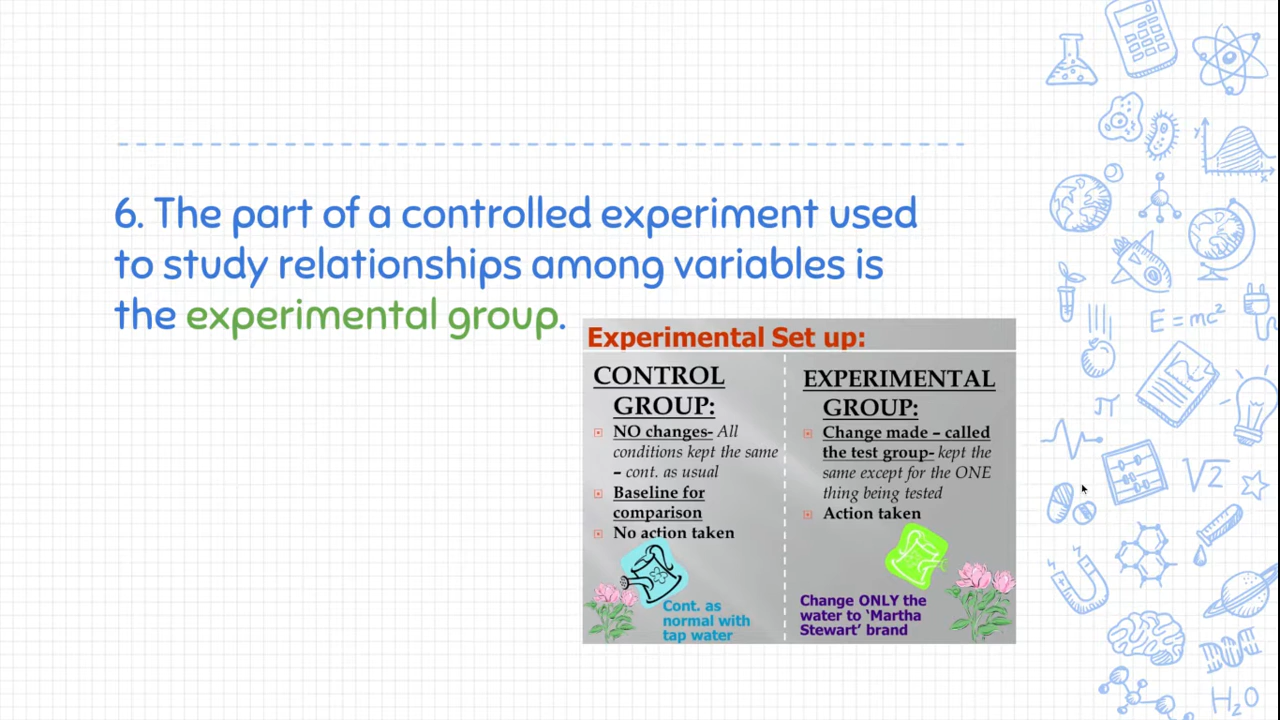 6. The part of a controlled experiment used
to study relationships among variables is
the experimental group.
Experimental Set up:
CONTROL
GROUP:
NO changes- All
conditions kept the same
– cont. as usual
Baseline for
comparison
No action taken
Cont. as
normal with
tap water
EXPERIMENTAL
GROUP:
Change made – called
the test group- kept the
same except for the ONE
thing being tested
Action taken
Change ONLY the
water to ‘Martha
Stewart’ brand
y
x
E=mc²
π
√2
H₂O